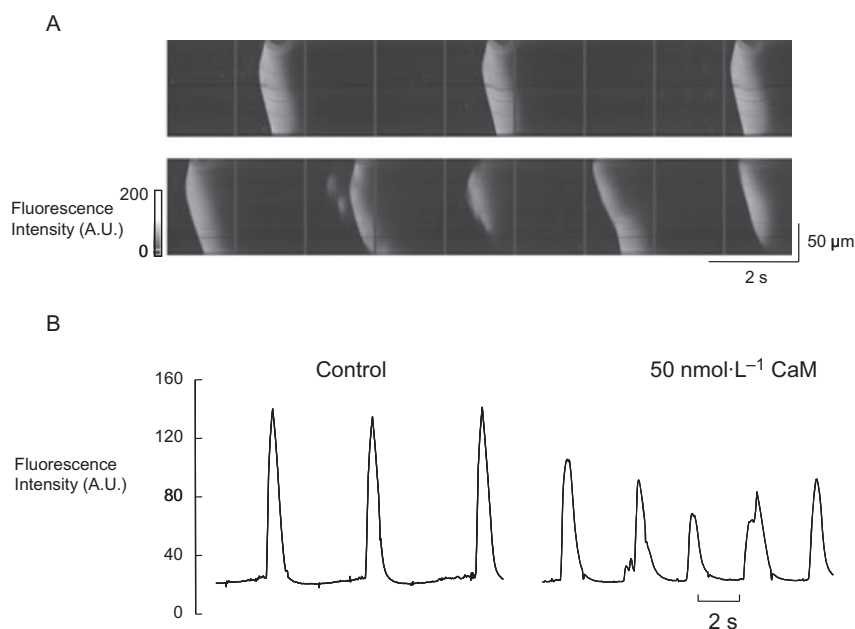 A
Fluorescence
Intensity (A.U.)
200
0
50 µm
2 s
B
Control
50 nmol·L⁻¹ CaM
Fluorescence
Intensity (A.U.)
160
120
80
40
0
2 s